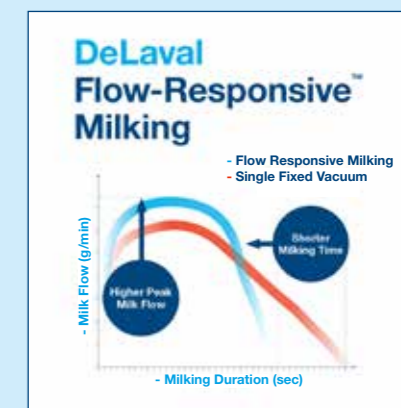 DeLaval
Flow-Responsive™
Milking
- Flow Responsive Milking
- Single Fixed Vacuum
Shorter
Milking Time
Higher Peak
Milk Flow
- Milk Flow (g/min)
- Milking Duration (sec)